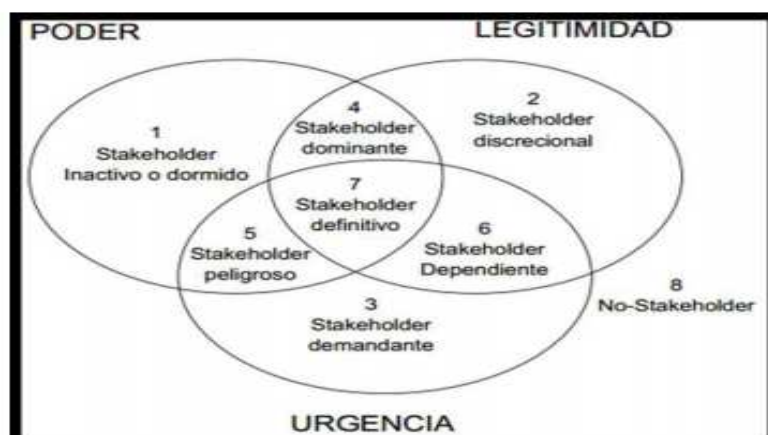 PODER
LEGITIMIDAD
1
Stakeholder
Inactivo o dormido
4
Stakeholder
dominante
2
Stakeholder
discrecional
7
Stakeholder
definitivo
5
Stakeholder
peligroso
6
Stakeholder
Dependiente
3
Stakeholder
demandante
8
No-Stakeholder
URGENCIA